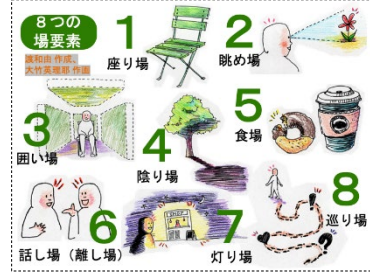 8つの
場要素
渡和由 作成、
大竹英理耶 作画
1
座り場
2
眺め場
3
囲い場
4
陰り場
5
食場
6
話し場（離し場）
7
灯り場
8
巡り場